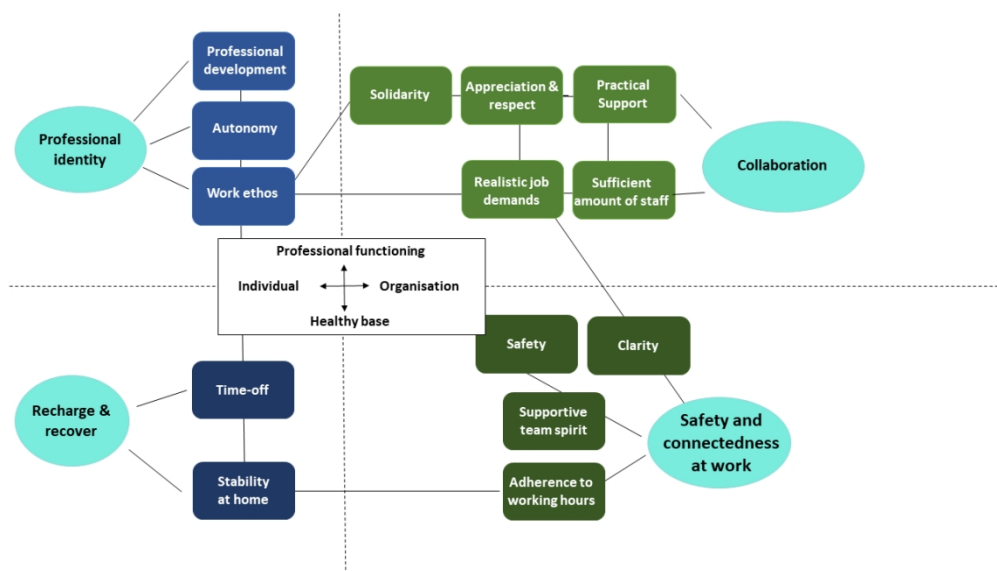 Professional
development
Autonomy
Work ethos
Professional
identity
Solidarity
Appreciation &
respect
Practical
Support
Realistic job
demands
Sufficient
amount of staff
Collaboration
Professional functioning
Individual
Organisation
Healthy base
Time-off
Stability
at home
Recharge &
recover
Safety
Clarity
Supportive
team spirit
Adherence to
working hours
Safety and
connectedness
at work